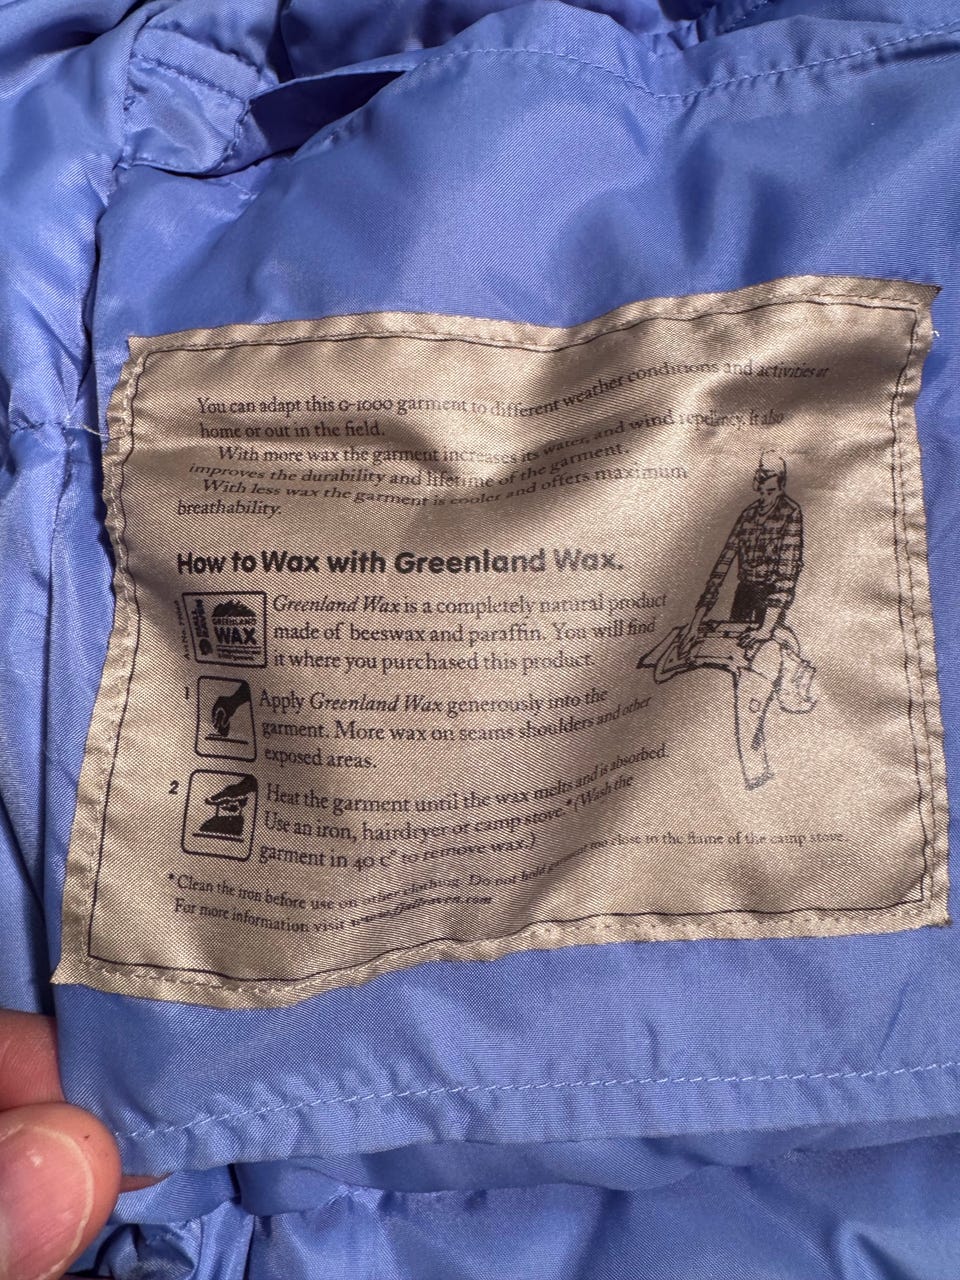 You can adapt this G-1000 garment to different weather conditions and activities at
home or out in the field.
With more wax the garment increases its water, and wind repellency. It also
improves the durability and lifetime of the garment.
With less wax the garment is cooler and offers maximum
breathability.
How to Wax with Greenland Wax.
GREENLAND
WAX
Greenland Wax is a completely natural product
made of beeswax and paraffin. You will find
it where you purchased this product.
1
Apply Greenland Wax generously into the
garment. More wax on seams shoulders and other
exposed areas.
2
Heat the garment until the wax melts and is absorbed.
Use an iron, hairdryer or camp stove.* (Wash the
garment in 40 c° to remove wax.)
*Clean the iron before use on other clothing. Do not hold garment too close to the flame of the camp stove.
For more information visit www.fjallraven.com